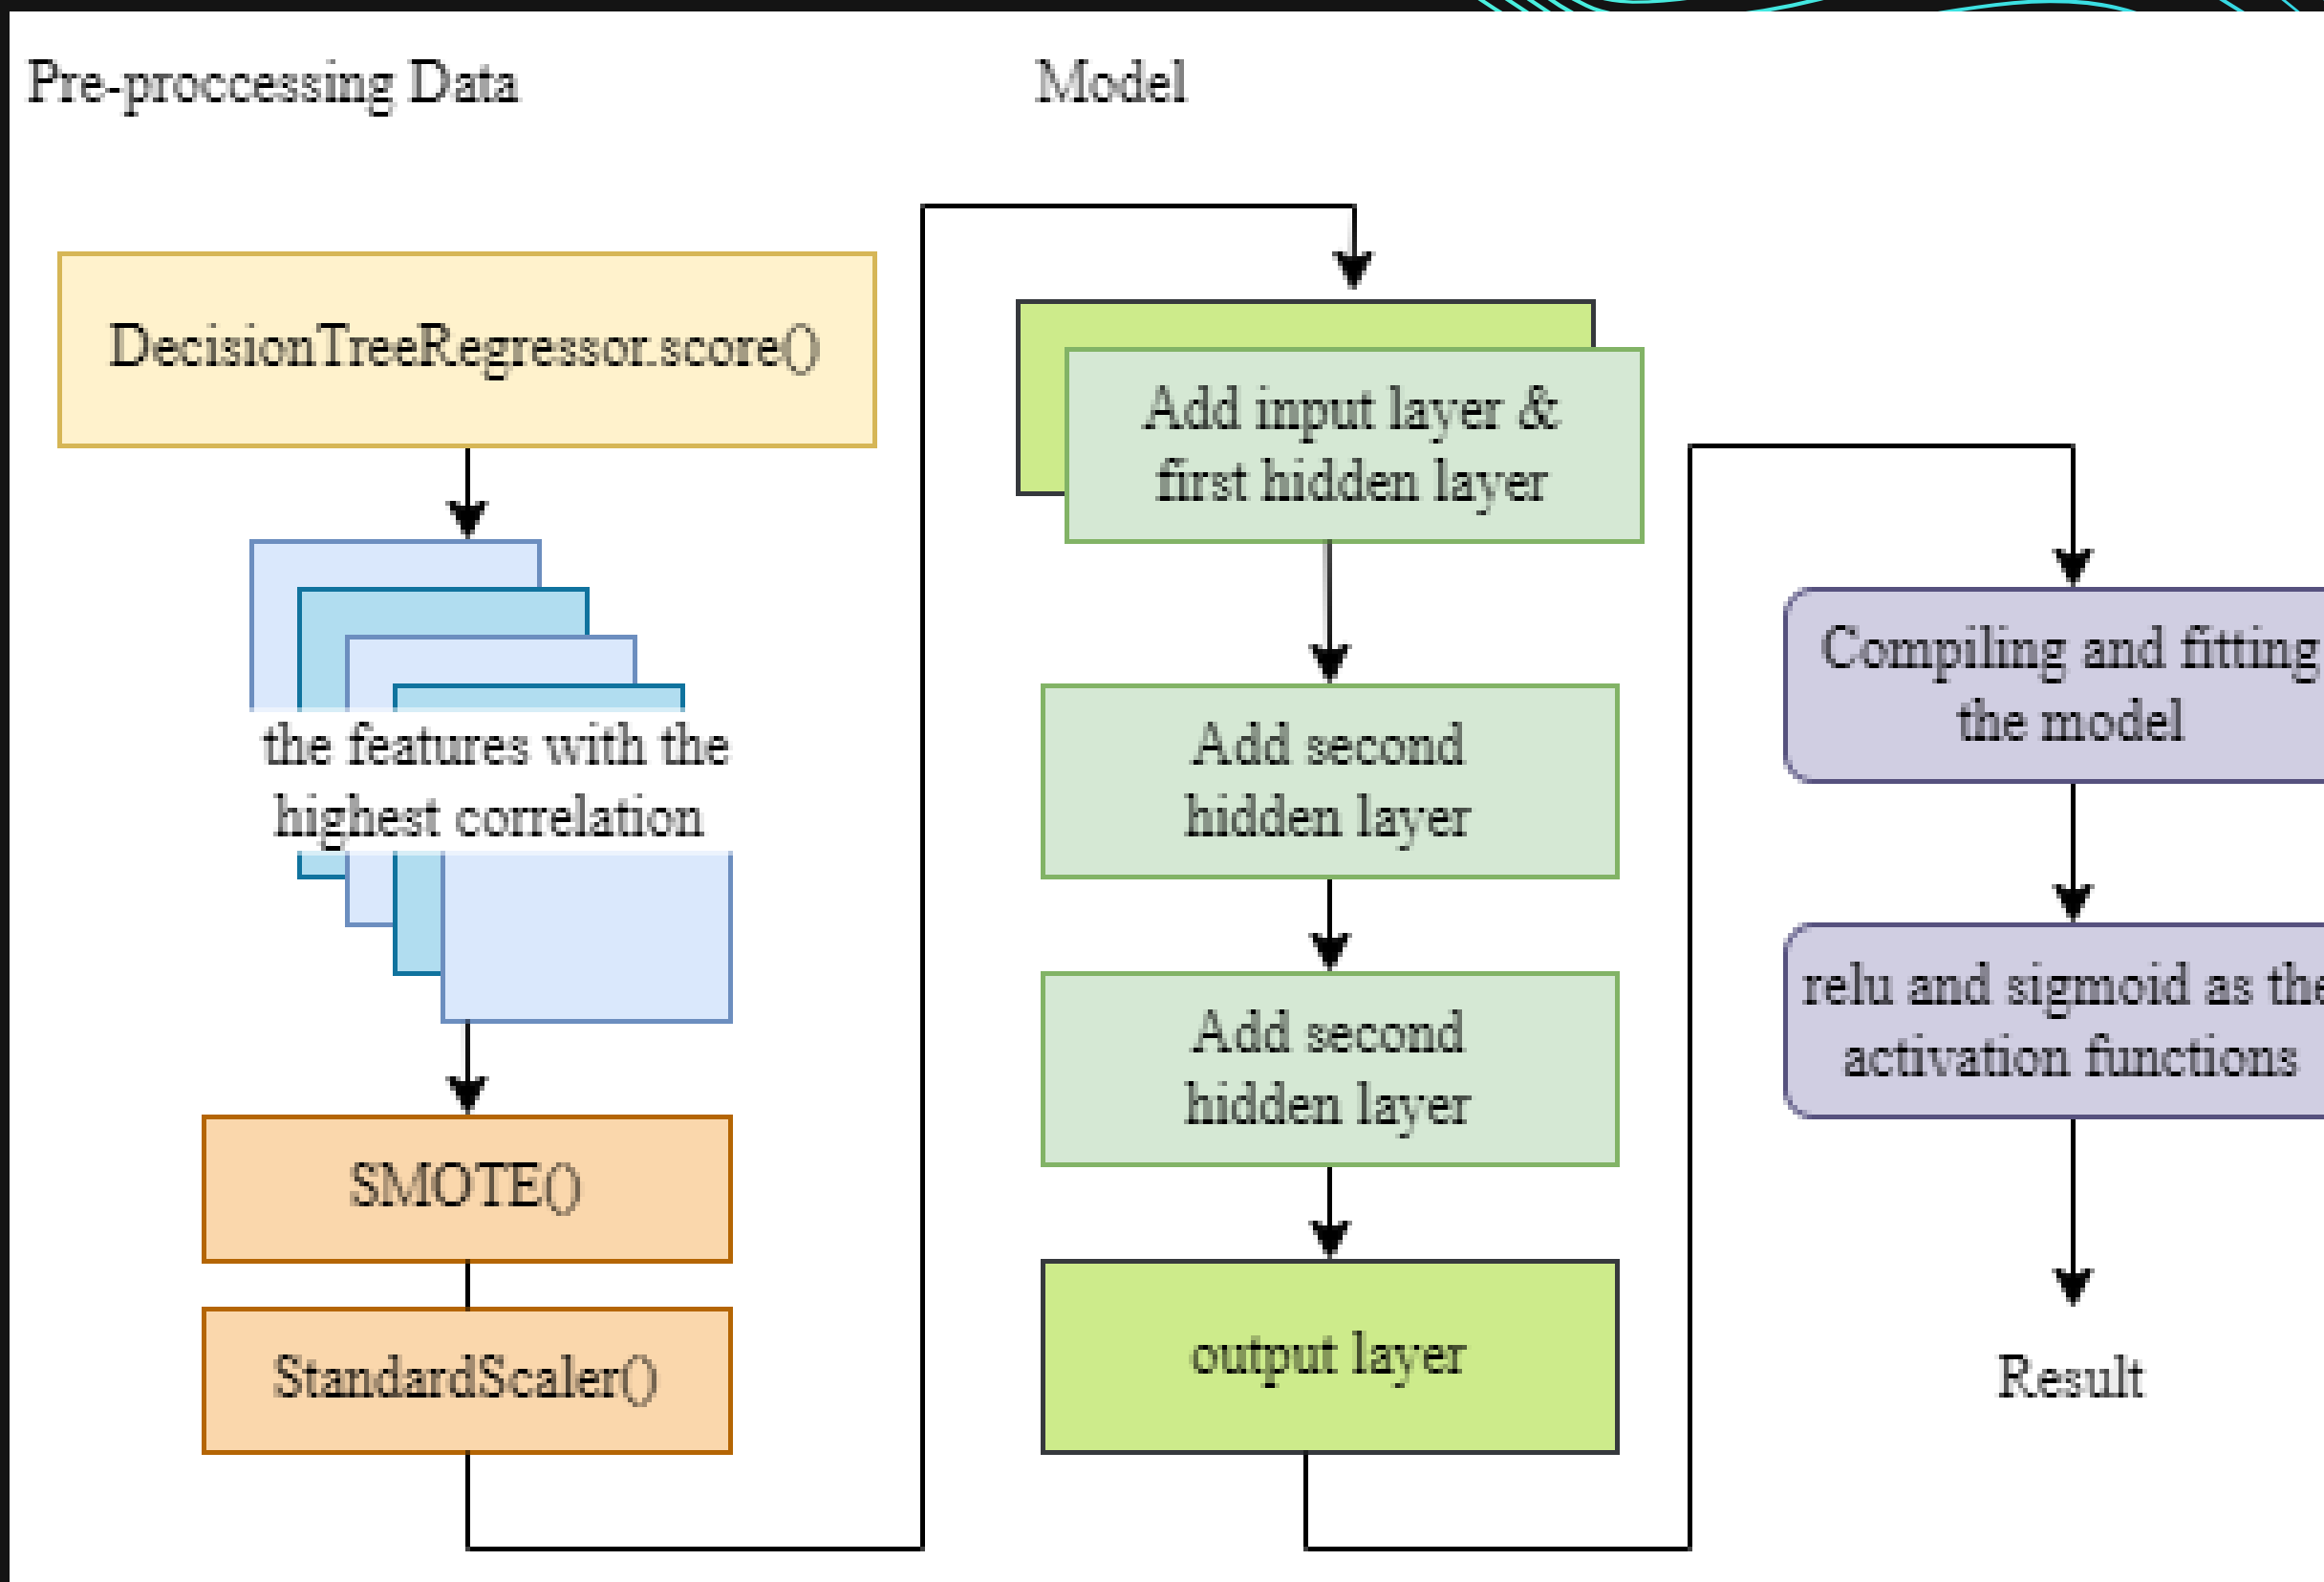 Pre-proccessing Data
Model
DecisionTreeRegressor.score()
the features with the
highest correlation
SMOTE()
StandardScaler()
Add input layer &
first hidden layer
Add second
hidden layer
Add second
hidden layer
output layer
Compiling and fitting
the model
relu and sigmoid as the
activation functions
Result